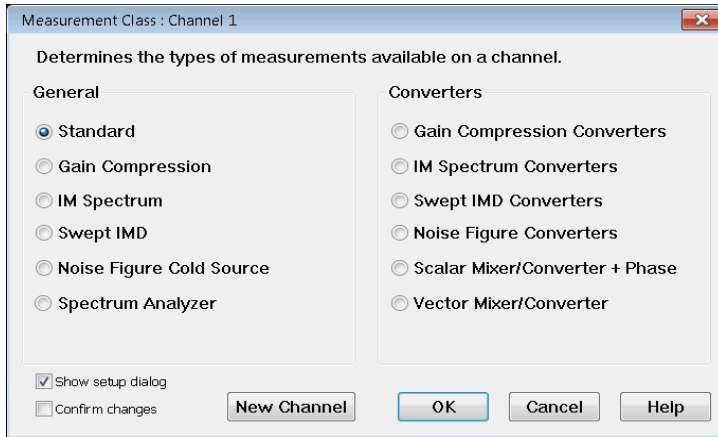 Measurement Class : Channel 1
Determines the types of measurements available on a channel.
General
Standard
Gain Compression
IM Spectrum
Swept IMD
Noise Figure Cold Source
Spectrum Analyzer
Converters
Gain Compression Converters
IM Spectrum Converters
Swept IMD Converters
Noise Figure Converters
Scalar Mixer/Converter + Phase
Vector Mixer/Converter
Show setup dialog
Confirm changes
New Channel
OK
Cancel
Help